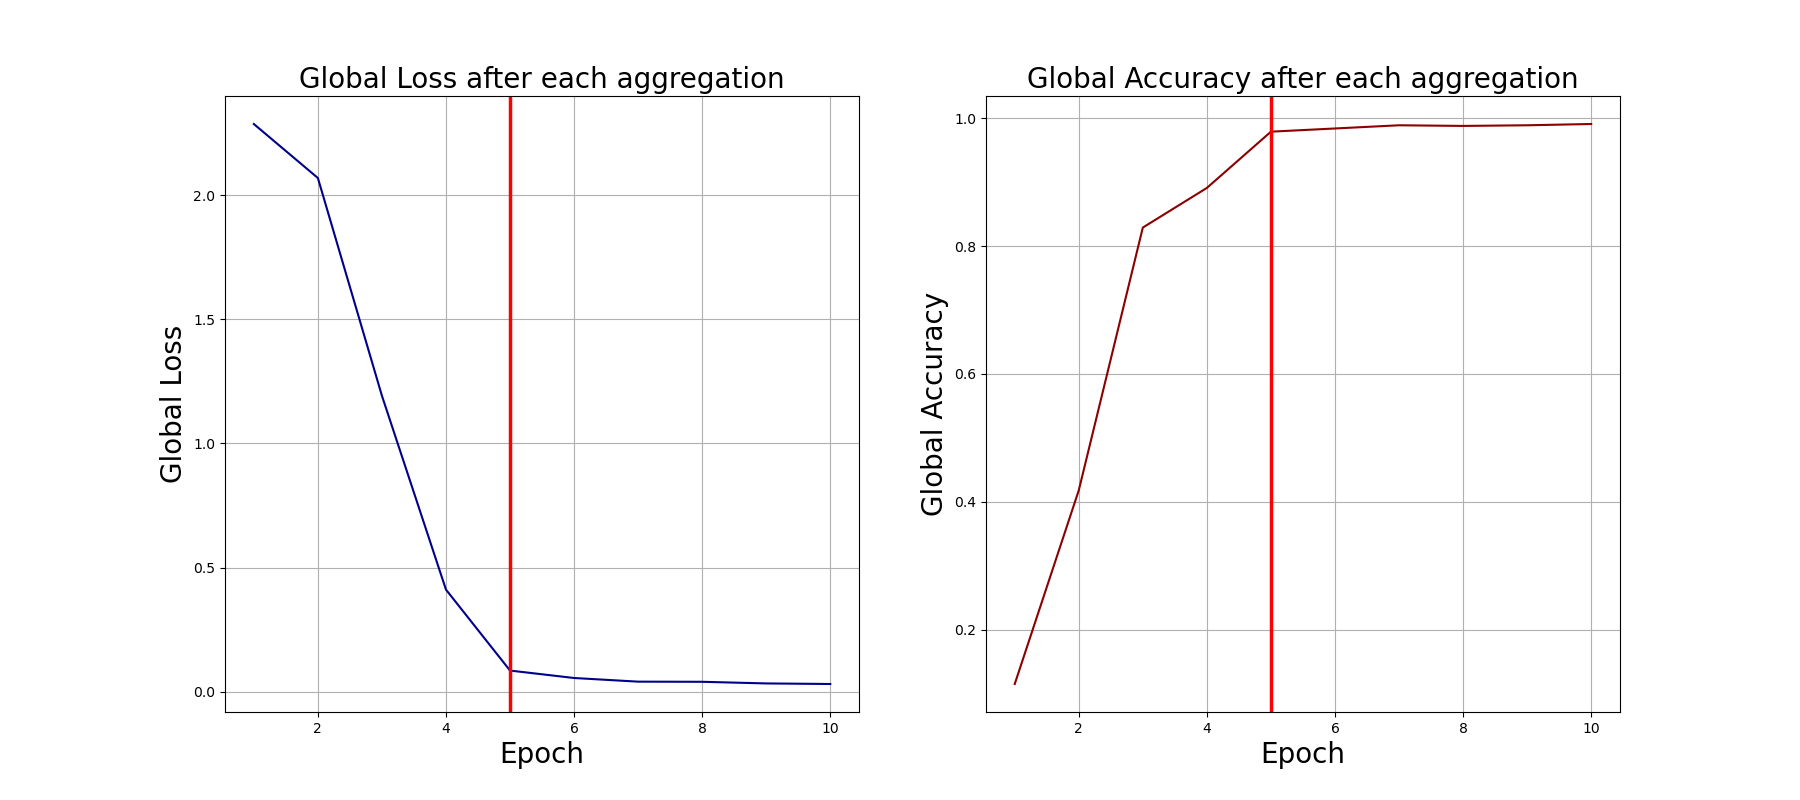 Global Loss after each aggregation
Global Loss
2.0
1.5
1.0
0.5
0.0
2 4 6 8 10
Epoch
Global Accuracy after each aggregation
Global Accuracy
1.0
0.8
0.6
0.4
0.2
2 4 6 8 10
Epoch